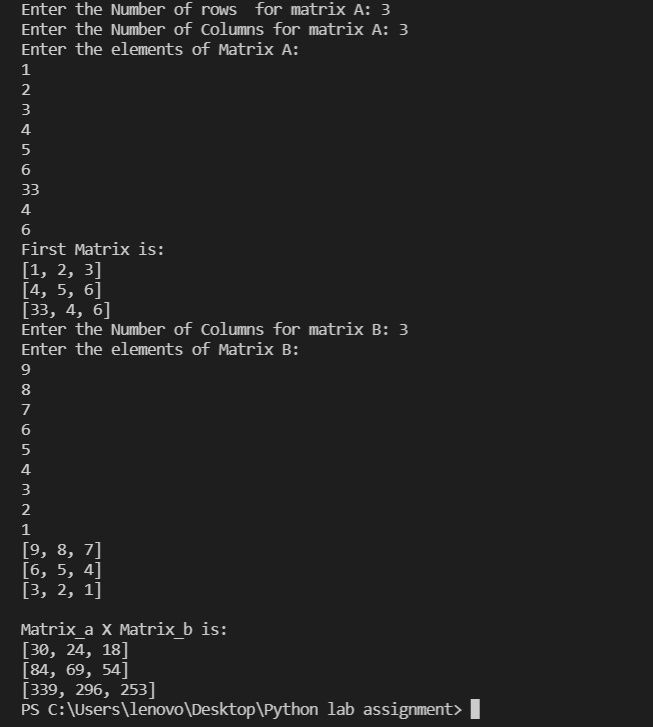 Enter the Number of rows  for matrix A: 3
Enter the Number of Columns for matrix A: 3
Enter the elements of Matrix A:
1
2
3
4
5
6
33
4
6
First Matrix is:
[1, 2, 3]
[4, 5, 6]
[33, 4, 6]
Enter the Number of Columns for matrix B: 3
Enter the elements of Matrix B:
9
8
7
6
5
4
3
2
1
[9, 8, 7]
[6, 5, 4]
[3, 2, 1]

Matrix_a X Matrix_b is:
[30, 24, 18]
[84, 69, 54]
[339, 296, 253]
PS C:\Users\lenovo\Desktop\Python lab assignment>